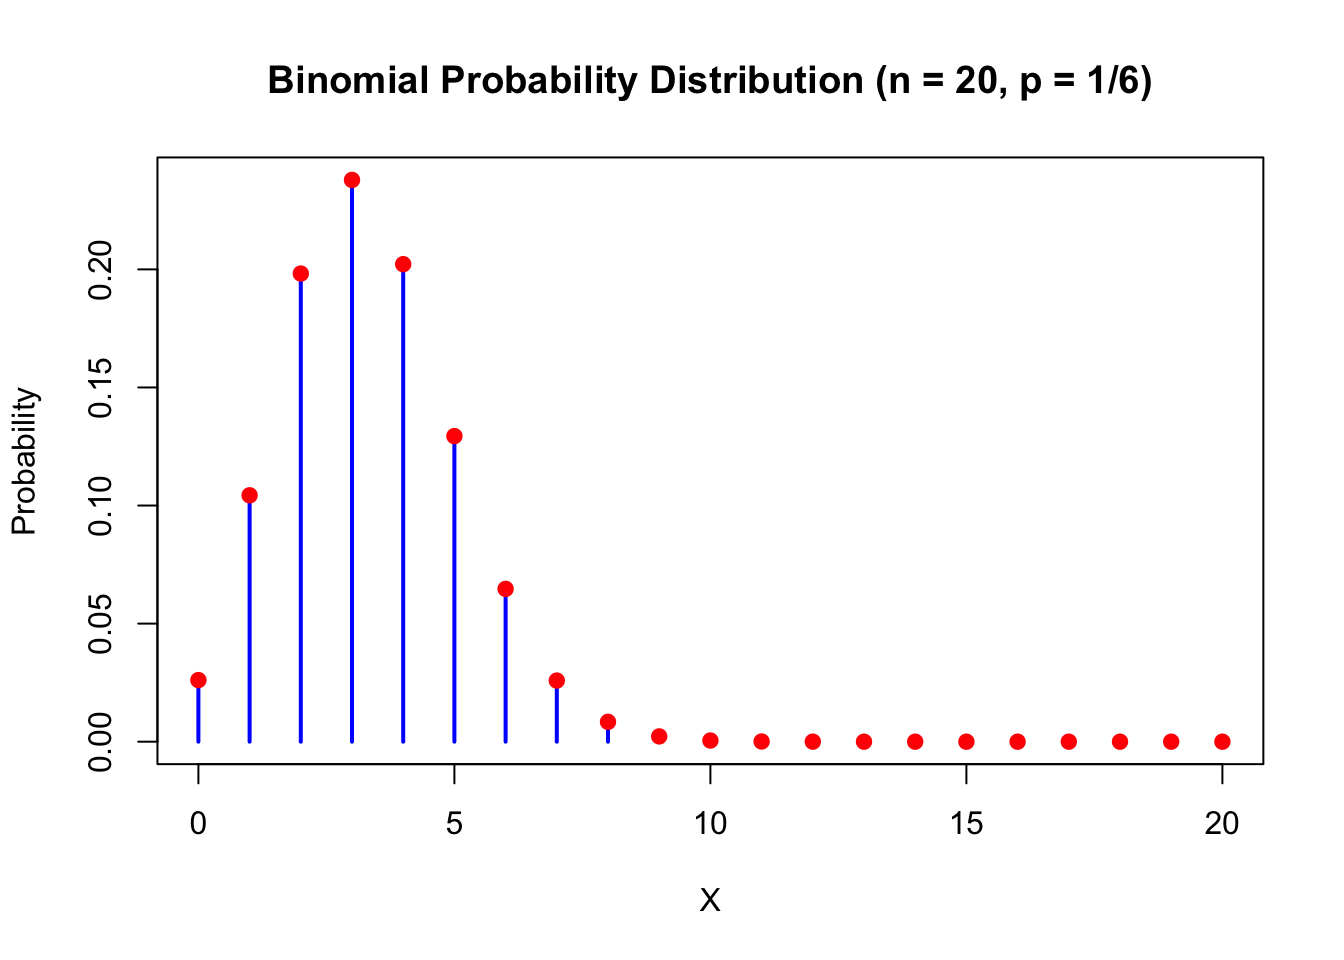 Binomial Probability Distribution (n = 20, p = 1/6)
Probability
0.20
0.15
0.10
0.05
0.00
0 5 10 15 20
X